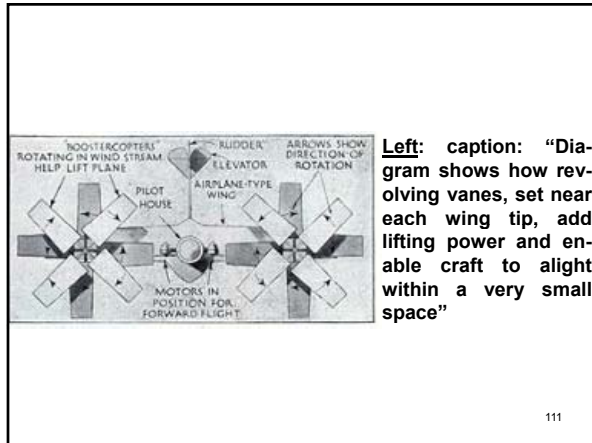 "BOOSTERCOPTERS"
ROTATING IN WIND STREAM
HELP LIFT PLANE
PILOT
HOUSE
RUDDER
ELEVATOR
AIRPLANE-TYPE
WING
ARROWS SHOW
DIRECTION OF
ROTATION
MOTORS IN
POSITION FOR
FORWARD FLIGHT
Left: caption: “Dia-
gram shows how rev-
olving vanes, set near
each wing tip, add
lifting power and en-
able craft to alight
within a very small
space”
111